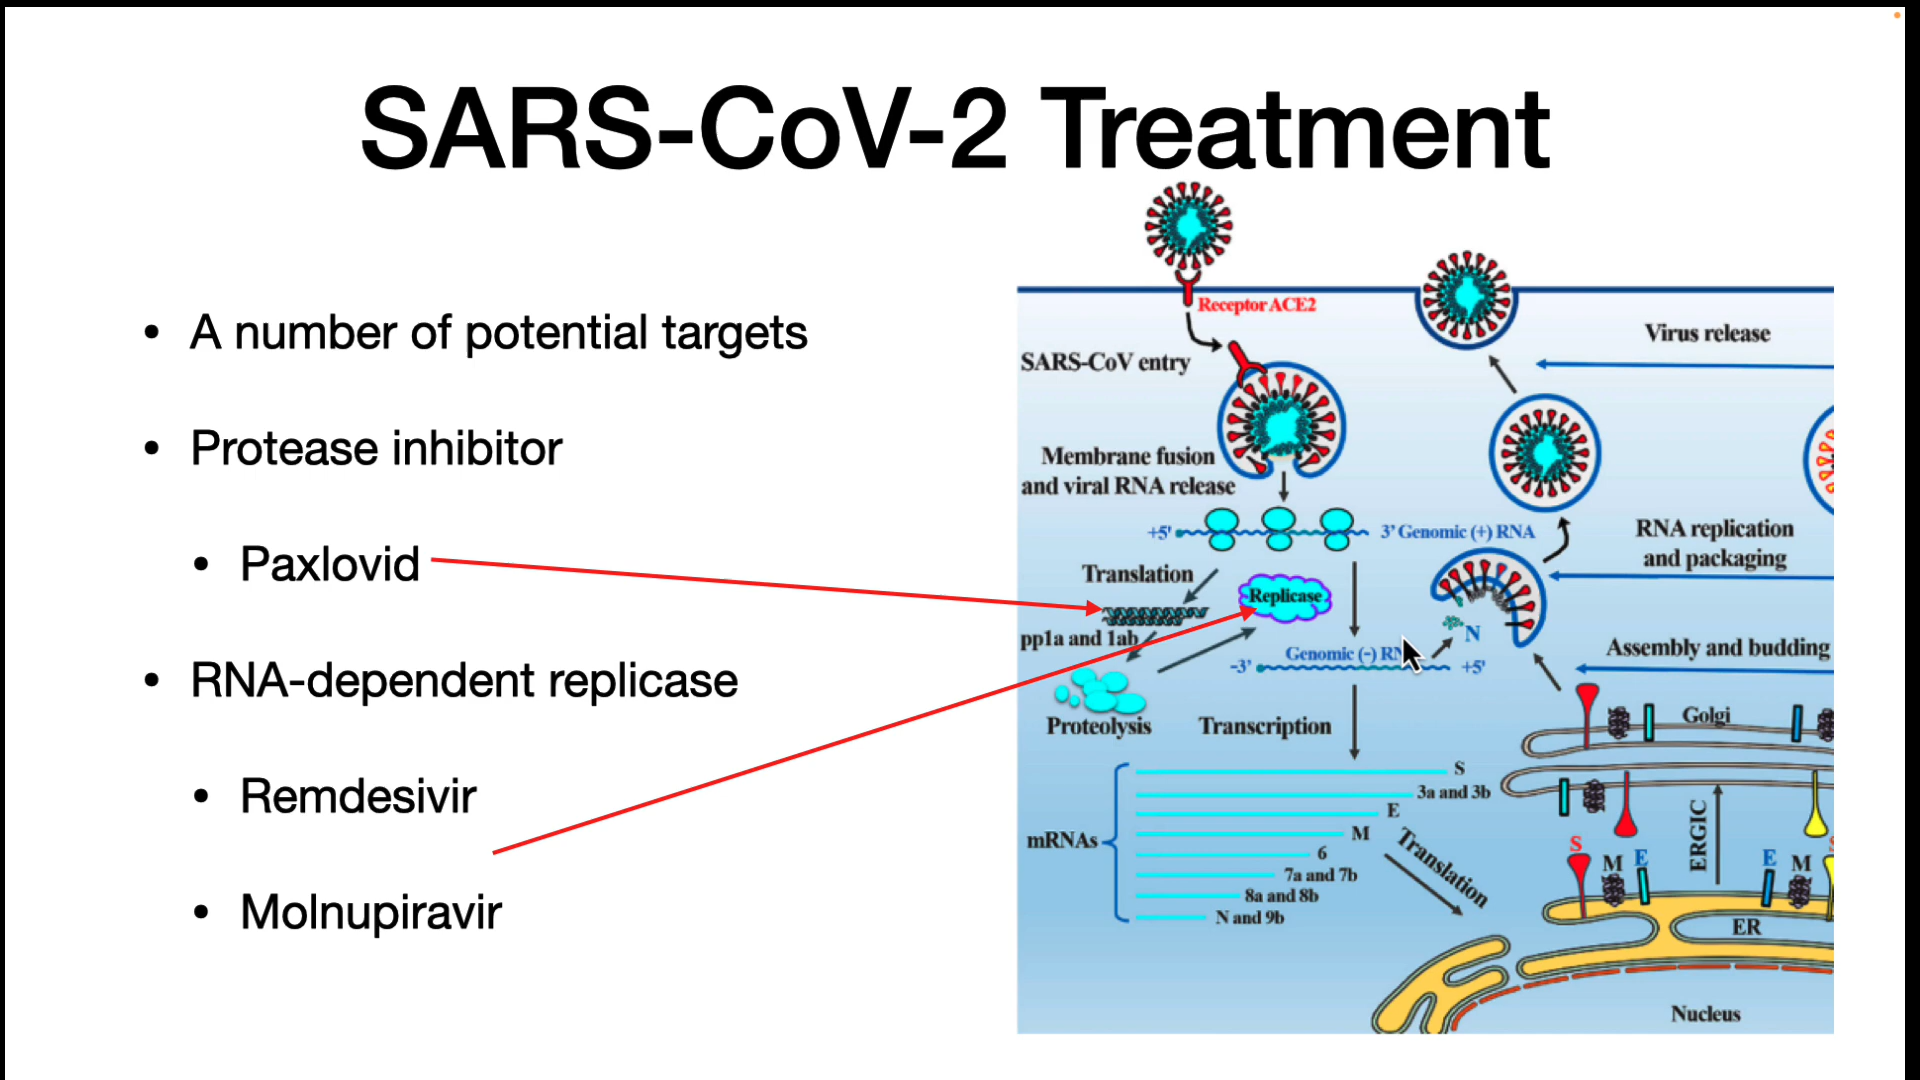 SARS-CoV-2 Treatment
• A number of potential targets
• Protease inhibitor
• Paxlovid
• RNA-dependent replicase
• Remdesivir
• Molnupiravir
Receptor ACE2
SARS-CoV entry
Membrane fusion
and viral RNA release
+5'
3' Genomic (+) RNA
Translation
Replicase
pp1a and 1ab
Genomic (-)
-3'
+5'
Proteolysis
Transcription
mRNAs
S
3a and 3b
E
M
6
7a and 7b
8a and 8b
N and 9b
Translation
Virus release
RNA replication
and packaging
N
Assembly and budding
Golgi
ERGIC
S
M
E
E
M
ER
Nucleus